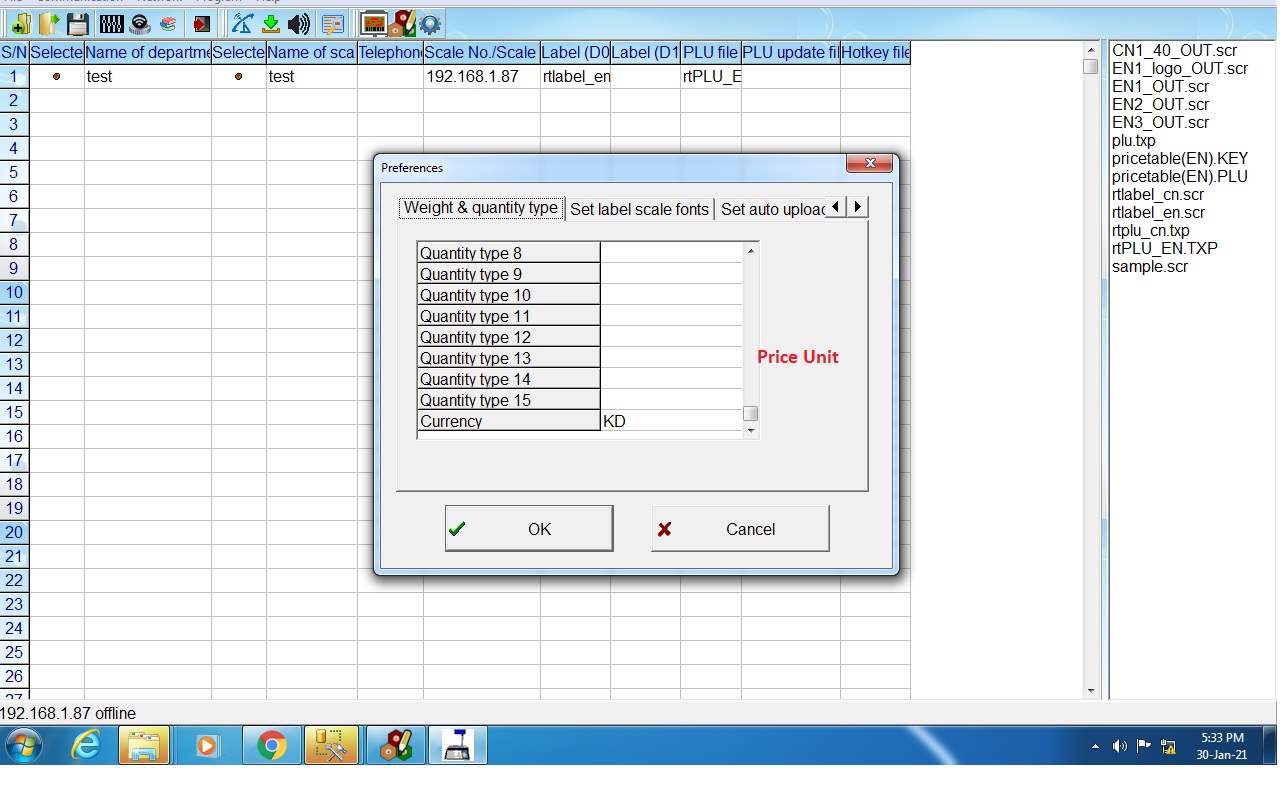 S/N Selecte Name of departme Selecte Name of sca Telephon Scale No./Scale Label (D0 Label (D1 PLU file PLU update fil Hotkey file
1 test test 192.168.1.87 rtlabel_en rtPLU_E
2
3
4
5
6
7
8
9
10
11
12
13
14
15
16
17
18
19
20
21
22
23
24
25
26
27
CN1_40_OUT.scr
EN1_logo_OUT.scr
EN1_OUT.scr
EN2_OUT.scr
EN3_OUT.scr
plu.txp
pricetable(EN).KEY
pricetable(EN).PLU
rtlabel_cn.scr
rtlabel_en.scr
rtplu_cn.txp
rtPLU_EN.TXP
sample.scr
Preferences
Weight & quantity type Set label scale fonts Set auto upload
Quantity type 8
Quantity type 9
Quantity type 10
Quantity type 11
Quantity type 12
Quantity type 13
Quantity type 14
Quantity type 15
Currency KD
Price Unit
OK Cancel
192.168.1.87 offline
5:33 PM
30-Jan-21